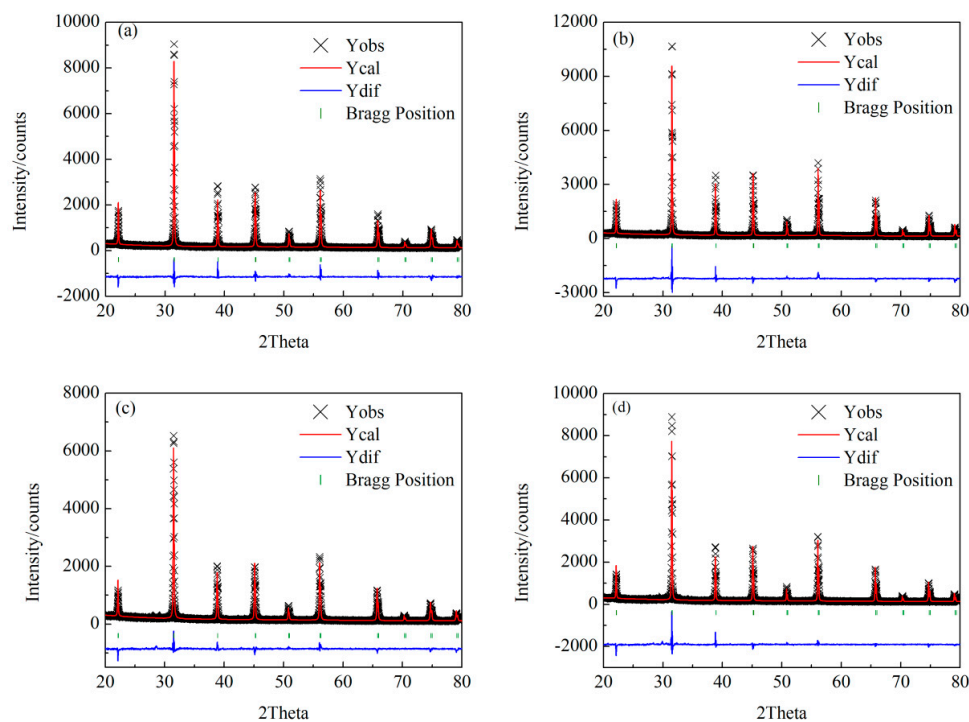 (a)
Yobs
Ycal
Ydif
Bragg Position
10000
8000
6000
4000
2000
0
-2000
Intensity/counts
20 30 40 50 60 70 80
2Theta
(b)
Yobs
Ycal
Ydif
Bragg Position
12000
9000
6000
3000
0
-3000
Intensity/counts
20 30 40 50 60 70 80
2Theta
(c)
Yobs
Ycal
Ydif
Bragg Position
8000
6000
4000
2000
0
Intensity/counts
20 30 40 50 60 70 80
2Theta
(d)
Yobs
Ycal
Ydif
Bragg Position
10000
8000
6000
4000
2000
0
-2000
Intensity/counts
20 30 40 50 60 70 80
2Theta